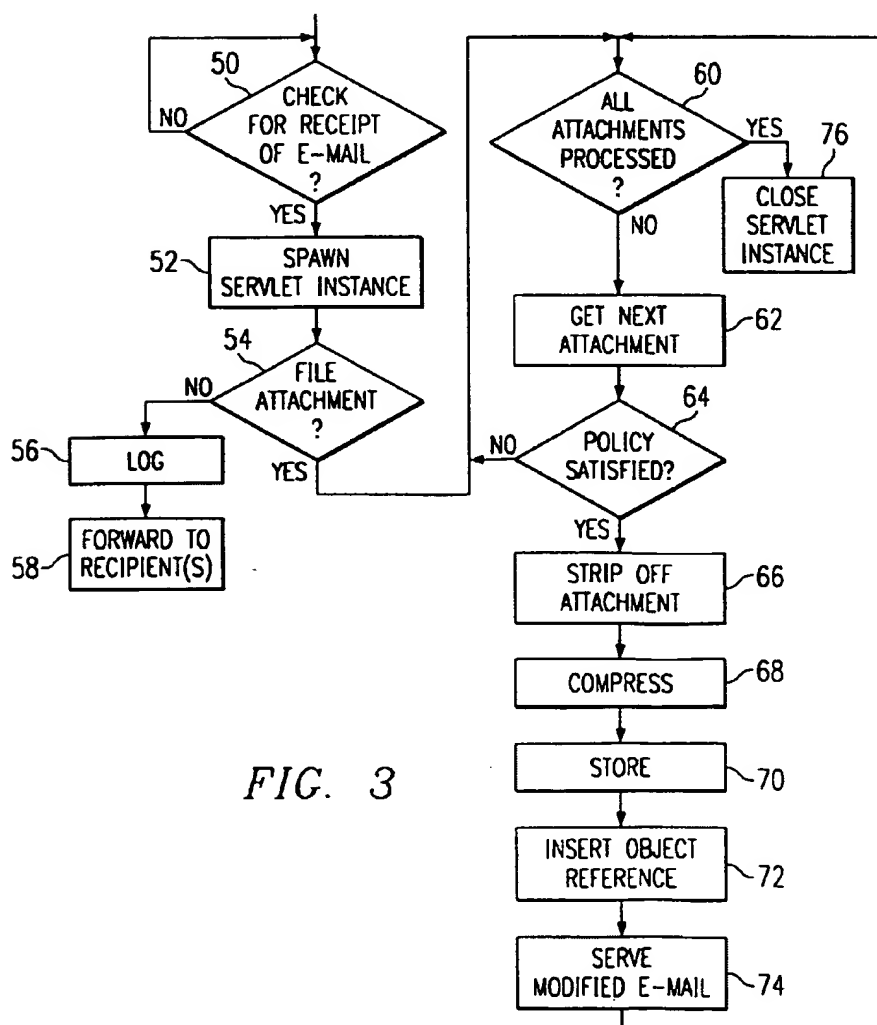 50
CHECK
FOR RECEIPT
OF E-MAIL
?
NO
YES
52
SPAWN
SERVLET INSTANCE
54
FILE
ATTACHMENT
?
NO
YES
56
LOG
58
FORWARD TO
RECIPIENT(S)
60
ALL
ATTACHMENTS
PROCESSED
?
YES
NO
76
CLOSE
SERVLET
INSTANCE
GET NEXT
ATTACHMENT
62
64
POLICY
SATISFIED?
NO
YES
STRIP OFF
ATTACHMENT
66
COMPRESS
68
STORE
70
INSERT OBJECT
REFERENCE
72
SERVE
MODIFIED E-MAIL
74
FIG. 3